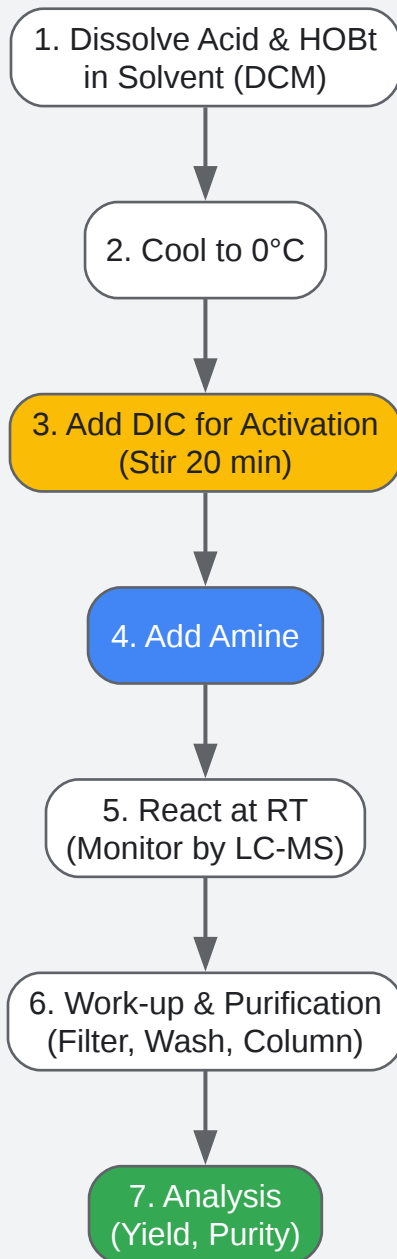 1. Dissolve Acid & HOBt
in Solvent (DCM)
2. Cool to 0°C
3. Add DIC for Activation
(Stir 20 min)
4. Add Amine
5. React at RT
(Monitor by LC-MS)
6. Work-up & Purification
(Filter, Wash, Column)
7. Analysis
(Yield, Purity)